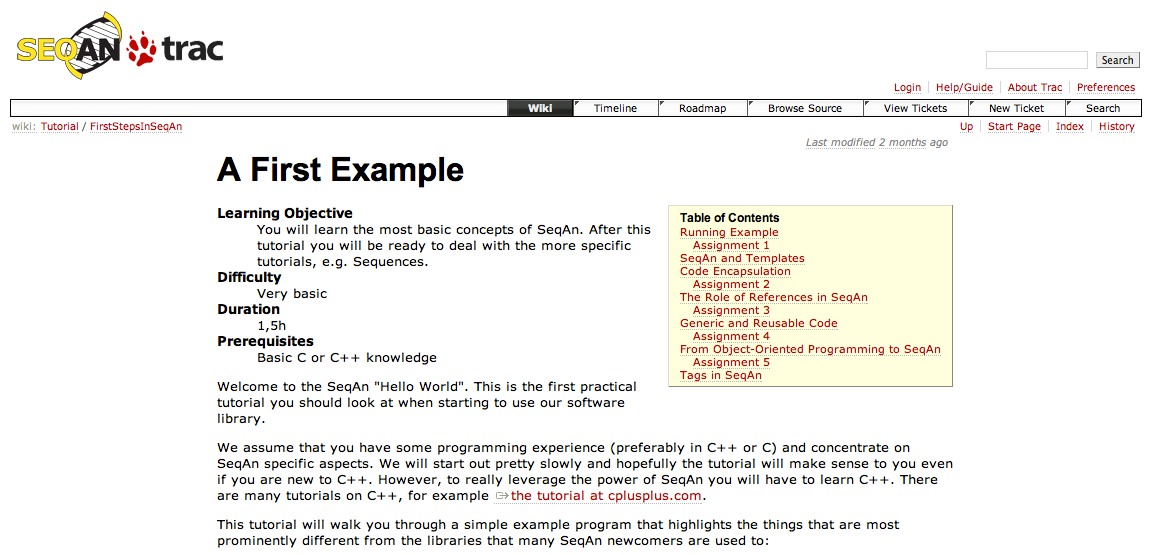 SEQAN trac
Search
Login Help/Guide About Trac Preferences
Wiki Timeline Roadmap Browse Source View Tickets New Ticket Search
wiki: Tutorial / FirstStepsInSeqAn
Up Start Page Index History
Last modified 2 months ago
A First Example
Learning Objective
You will learn the most basic concepts of SeqAn. After this
tutorial you will be ready to deal with the more specific
tutorials, e.g. Sequences.
Difficulty
Very basic
Duration
1,5h
Prerequisites
Basic C or C++ knowledge
Table of Contents
Running Example
Assignment 1
SeqAn and Templates
Code Encapsulation
Assignment 2
The Role of References in SeqAn
Assignment 3
Generic and Reusable Code
Assignment 4
From Object-Oriented Programming to SeqAn
Assignment 5
Tags in SeqAn
Welcome to the SeqAn "Hello World". This is the first practical
tutorial you should look at when starting to use our software
library.
We assume that you have some programming experience (preferably in C++ or C) and concentrate on
SeqAn specific aspects. We will start out pretty slowly and hopefully the tutorial will make sense to you even
if you are new to C++. However, to really leverage the power of SeqAn you will have to learn C++. There
are many tutorials on C++, for example the tutorial at cplusplus.com.
This tutorial will walk you through a simple example program that highlights the things that are most
prominently different from the libraries that many SeqAn newcomers are used to: